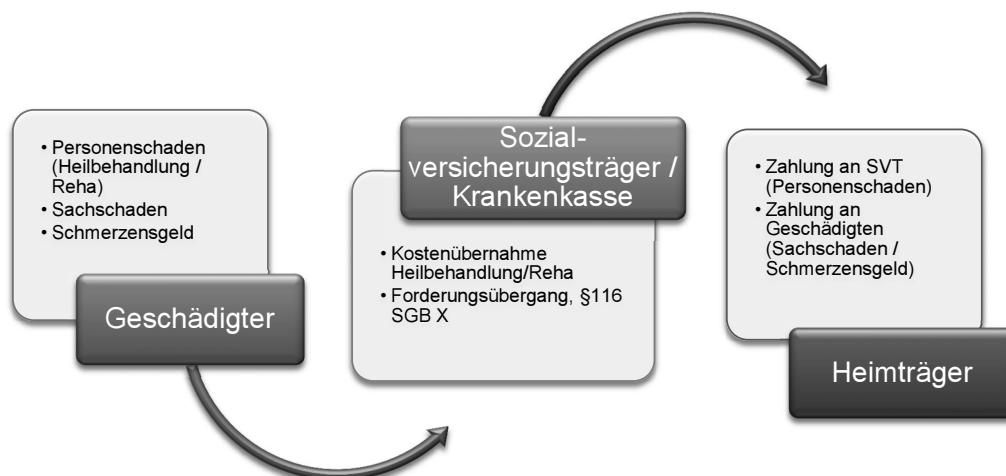 • Personenschaden
(Heilbehandlung /
Reha)
• Sachschaden
• Schmerzensgeld
Geschädigter
Sozial-
versicherungsträger /
Krankenkasse
• Kostenübernahme
Heilbehandlung/Reha
• Forderungsübergang, §116
SGB X
• Zahlung an SVT
(Personenschaden)
• Zahlung an
Geschädigten
(Sachschaden /
Schmerzensgeld)
Heimträger